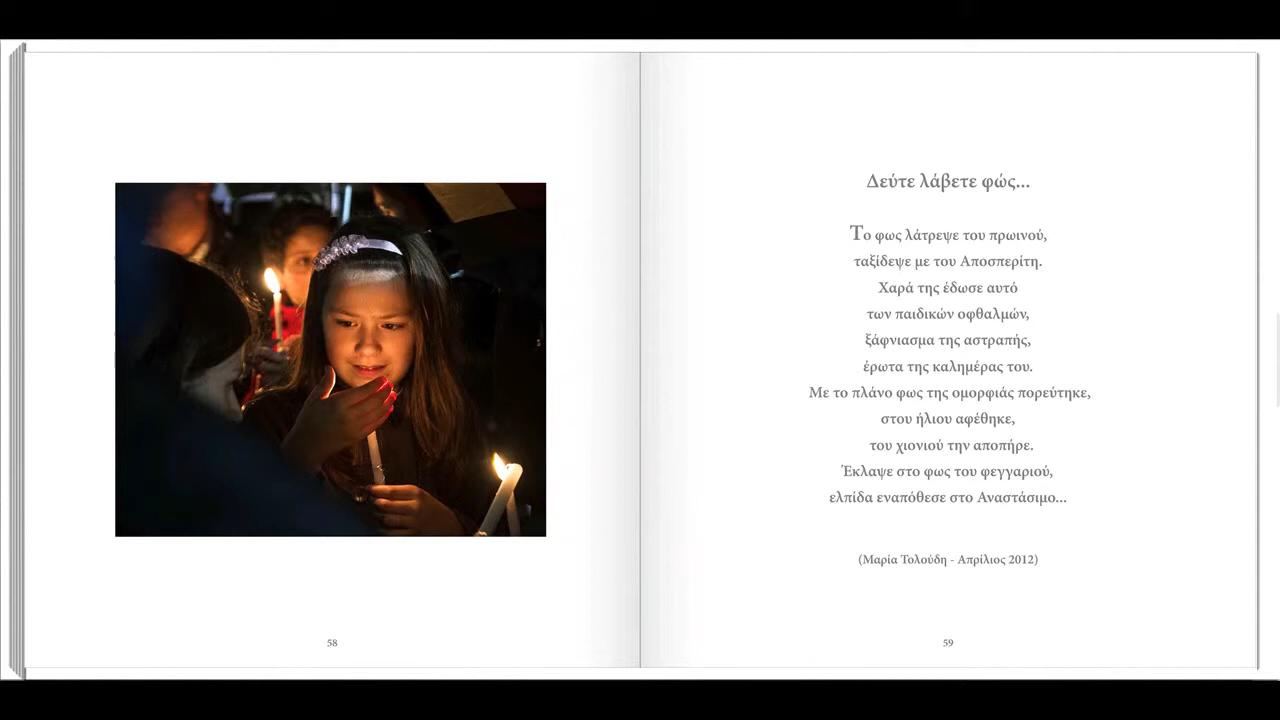 Δεύτε λάβετε φώς...
Το φως λάτρεψε του πρωινού,
ταξίδεψε με του Αποσπερίτη.
Χαρά της έδωσε αυτό
των παιδικών οφθαλμών,
ξάφνιασμα της αστραπής,
έρωτα της καλημέρας του.
Με το πλάνο φως της ομορφιάς πορεύτηκε,
στου ήλιου αφέθηκε,
του χιονιού την αποπήρε.
Έκλαψε στο φως του φεγγαριού,
ελπίδα εναπόθεσε στο Αναστάσιμο...
(Μαρία Τολούδη - Απρίλιος 2012)
58
59